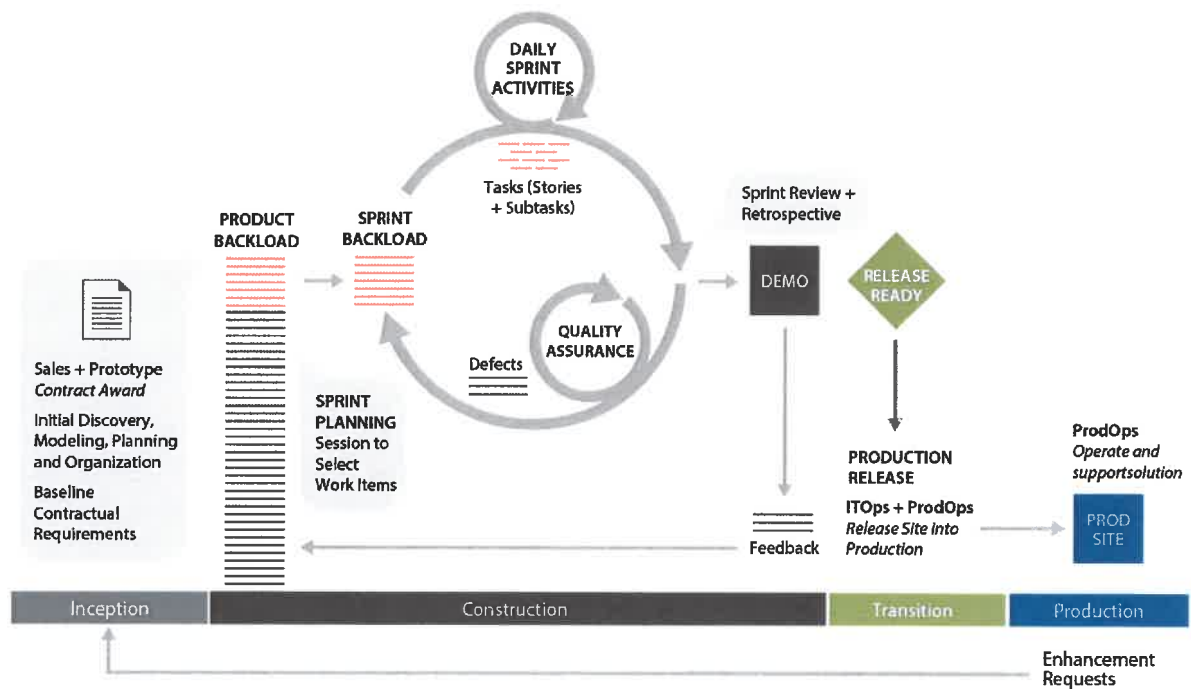 DAILY
SPRINT
ACTIVITIES
Tasks (Stories
+ Subtasks)
PRODUCT
BACKLOAD
SPRINT
BACKLOAD
Sprint Review +
Retrospective
DEMO
RELEASE
READY
QUALITY
ASSURANCE
Defects
Sales + Prototype
Contract Award
Initial Discovery,
Modeling, Planning
and Organization
Baseline
Contractual
Requirements
SPRINT
PLANNING
Session to
Select
Work Items
PRODUCTION
RELEASE
ITOps + ProdOps
Release Site into
Production
Feedback
ProdOps
Operate and
supportsolution
PROD
SITE
Inception
Construction
Transition
Production
Enhancement
Requests